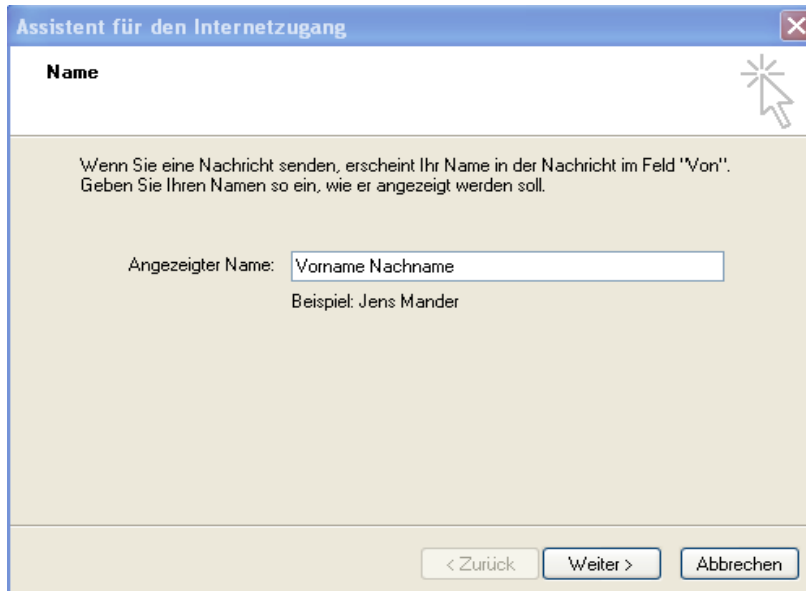 Assistent für den Internetzugang
Name
Wenn Sie eine Nachricht senden, erscheint Ihr Name in der Nachricht im Feld "Von".
Geben Sie Ihren Namen so ein, wie er angezeigt werden soll.
Angezeigter Name: Vorname Nachname
Beispiel: Jens Mander
< Zurück Weiter > Abbrechen